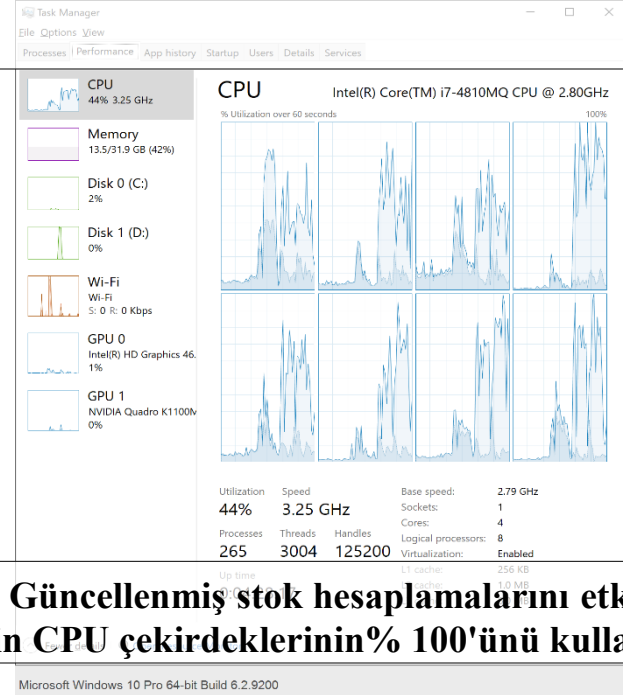 Task Manager
File Options View
Processes Performance App history Startup Users Details Services
CPU
44% 3.25 GHz
Memory
13.5/31.9 GB (42%)
Disk 0 (C:)
2%
Disk 1 (D:)
0%
Wi-Fi
Wi-Fi
S: 0 R: 0 Kbps
GPU 0
Intel(R) HD Graphics 46.
1%
GPU 1
NVIDIA Quadro K1100M
0%
CPU Intel(R) Core(TM) i7-4810MQ CPU @ 2.80GHz
% Utilization over 60 seconds 100%
Utilization Speed
44% 3.25 GHz
Processes Threads Handles
265 3004 125200
Up time
Base speed: 2.79 GHz
Sockets: 1
Cores: 4
Logical processors: 8
Virtualization: Enabled
L1 cache: 256 KB
1.0 MB
Güncellenmiş stok hesaplamalarını etk
n CPU çekirdeklerinin% 100'ünü kulla
Microsoft Windows 10 Pro 64-bit Build 6.2.9200